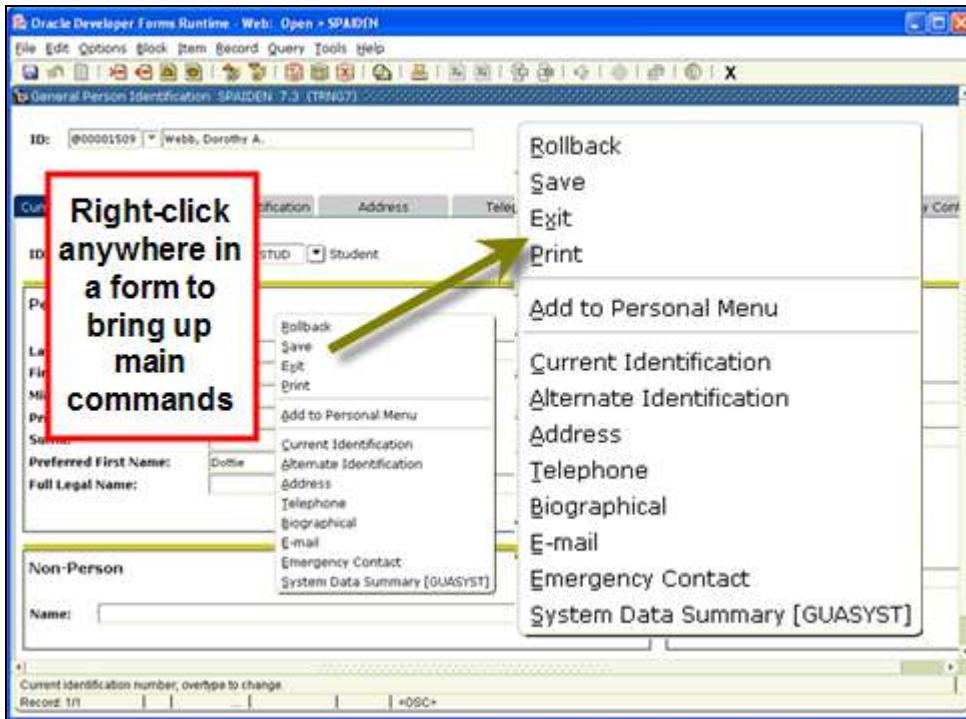 Oracle Developer Forms Runtime - Web: Open > SPAIDEN
File Edit Options Block Item Record Query Tools Help
X
General Person Identification SPAIDEN 7.3 (TRNG7)
ID: @00001509 Webb, Dorothy A.
Address
STUD Student
Right-click
anywhere in
a form to
bring up
main
commands
Preferred First Name: Dottie
Full Legal Name:
Non-Person
Name:
Rollback
Save
Exit
Print
Add to Personal Menu
Current Identification
Alternate Identification
Address
Telephone
Biographical
E-mail
Emergency Contact
System Data Summary [GUASYST]
Rollback
Save
Exit
Print
Add to Personal Menu
Current Identification
Alternate Identification
Address
Telephone
Biographical
E-mail
Emergency Contact
System Data Summary [GUASYST]
Current identification number, overtype to change.
Record: 1/1 ... <OSC>